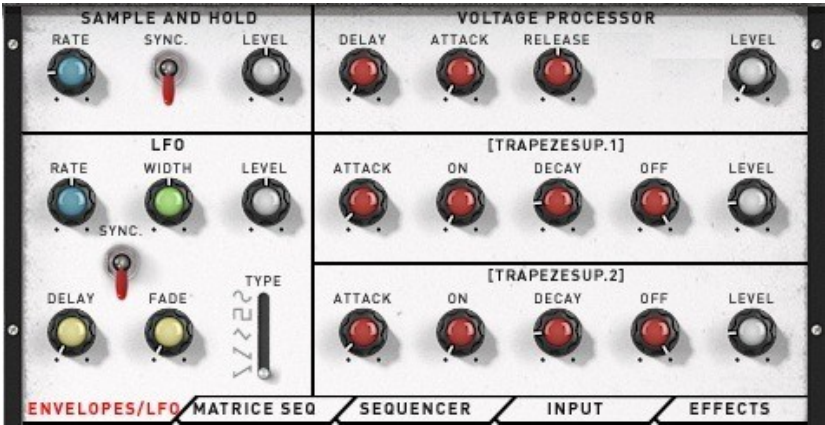 SAMPLE AND HOLD
RATE SYNC. LEVEL
VOLTAGE PROCESSOR
DELAY ATTACK RELEASE LEVEL
LFO
RATE WIDTH LEVEL
SYNC.
DELAY FADE TYPE
[TRAPEZESUP.1]
ATTACK ON DECAY OFF LEVEL
[TRAPEZESUP.2]
ATTACK ON DECAY OFF LEVEL
ENVELOPES/LFO MATRICE SEQ SEQUENCER INPUT EFFECTS